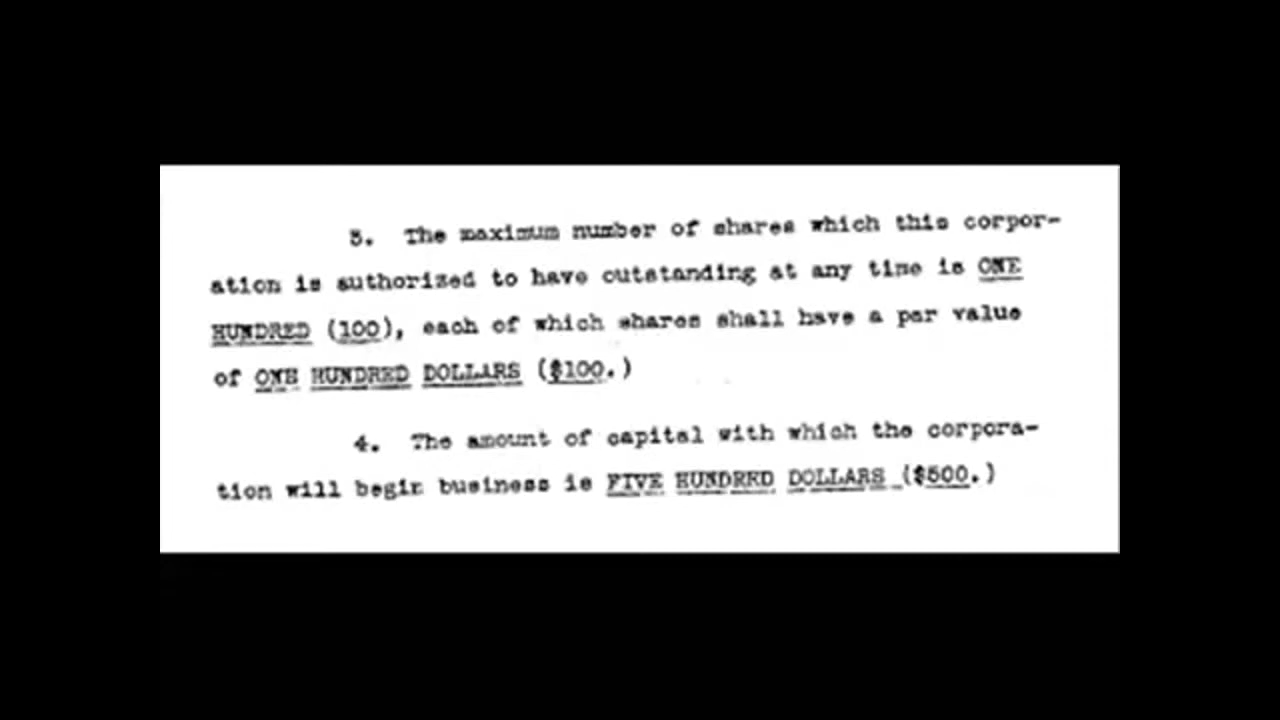 3. The maximum number of shares which this corpor-
ation is authorized to have outstanding at any time is ONE
HUNDRED (100), each of which shares shall have a par value
of ONE HUNDRED DOLLARS ($100.)
4. The amount of capital with which the corpora-
tion will begin business is FIVE HUNDRED DOLLARS ($500.)